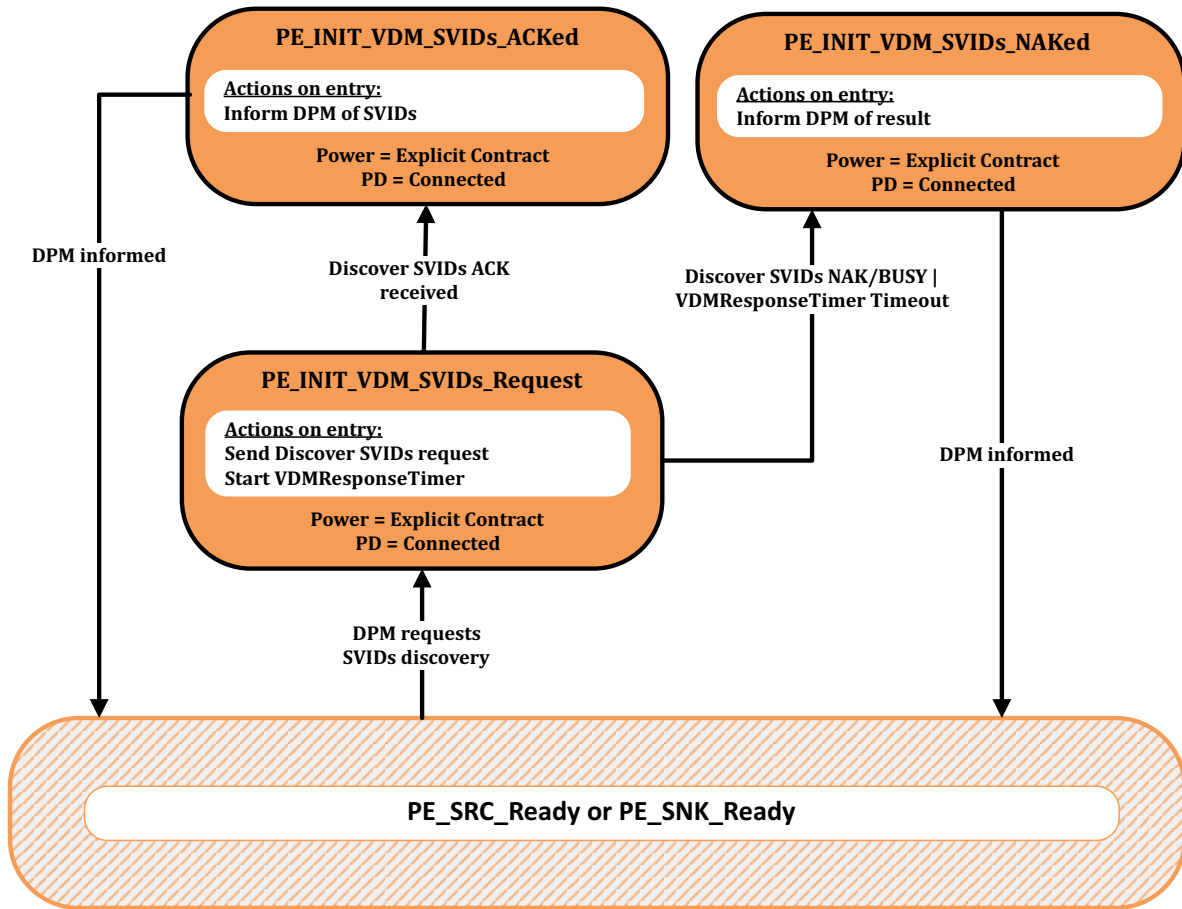 PE_INIT_VDM_SVIDs_ACKed
Actions on entry:
Inform DPM of SVIDs
Power = Explicit Contract
PD = Connected
PE_INIT_VDM_SVIDs_NAKed
Actions on entry:
Inform DPM of result
Power = Explicit Contract
PD = Connected
DPM informed
Discover SVIDs ACK
received
Discover SVIDs NAK/BUSY |
VDMResponseTimer Timeout
PE_INIT_VDM_SVIDs_Request
Actions on entry:
Send Discover SVIDs request
Start VDMResponseTimer
Power = Explicit Contract
PD = Connected
DPM informed
DPM requests
SVIDs discovery
PE_SRC_Ready or PE_SNK_Ready